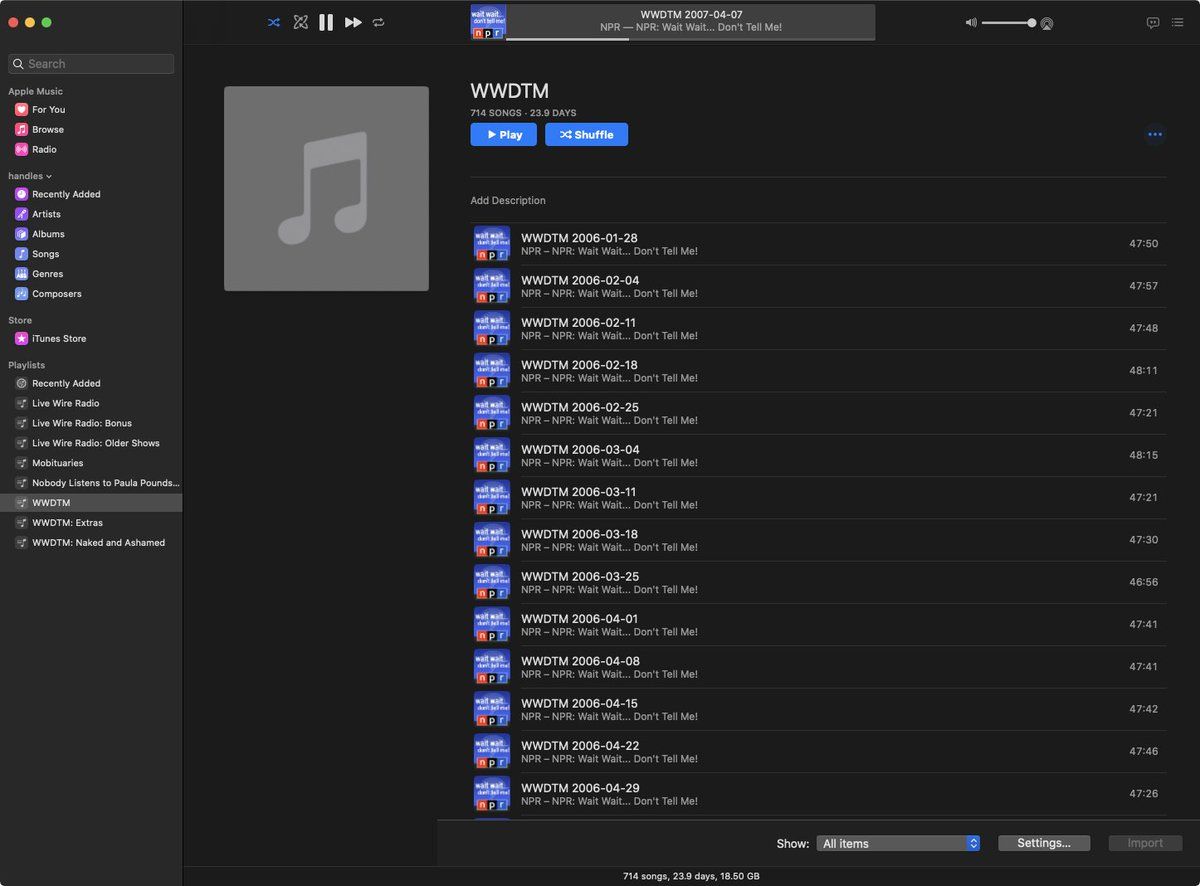 WWDTM 2007-04-07
NPR — NPR: Wait Wait... Don't Tell Me!
Search
Apple Music
For You
Browse
Radio
handles
Recently Added
Artists
Albums
Songs
Genres
Composers
Store
iTunes Store
Playlists
Recently Added
Live Wire Radio
Live Wire Radio: Bonus
Live Wire Radio: Older Shows
Mobituaries
Nobody Listens to Paula Pounds...
WWDTM
WWDTM: Extras
WWDTM: Naked and Ashamed
wait wait..
don't tell me!
npr
WWDTM
714 SONGS · 23.9 DAYS
Play
Shuffle
Add Description
WWDTM 2006-01-28
NPR – NPR: Wait Wait... Don't Tell Me!
47:50
WWDTM 2006-02-04
NPR – NPR: Wait Wait... Don't Tell Me!
47:57
WWDTM 2006-02-11
NPR – NPR: Wait Wait... Don't Tell Me!
47:48
WWDTM 2006-02-18
NPR – NPR: Wait Wait... Don't Tell Me!
48:11
WWDTM 2006-02-25
NPR – NPR: Wait Wait... Don't Tell Me!
47:21
WWDTM 2006-03-04
NPR – NPR: Wait Wait... Don't Tell Me!
48:15
WWDTM 2006-03-11
NPR – NPR: Wait Wait... Don't Tell Me!
47:21
WWDTM 2006-03-18
NPR – NPR: Wait Wait... Don't Tell Me!
47:30
WWDTM 2006-03-25
NPR – NPR: Wait Wait... Don't Tell Me!
46:56
WWDTM 2006-04-01
NPR – NPR: Wait Wait... Don't Tell Me!
47:41
WWDTM 2006-04-08
NPR – NPR: Wait Wait... Don't Tell Me!
47:41
WWDTM 2006-04-15
NPR – NPR: Wait Wait... Don't Tell Me!
47:42
WWDTM 2006-04-22
NPR – NPR: Wait Wait... Don't Tell Me!
47:46
WWDTM 2006-04-29
NPR – NPR: Wait Wait... Don't Tell Me!
47:26
Show: All items
Settings...
Import
714 songs, 23.9 days, 18.50 GB